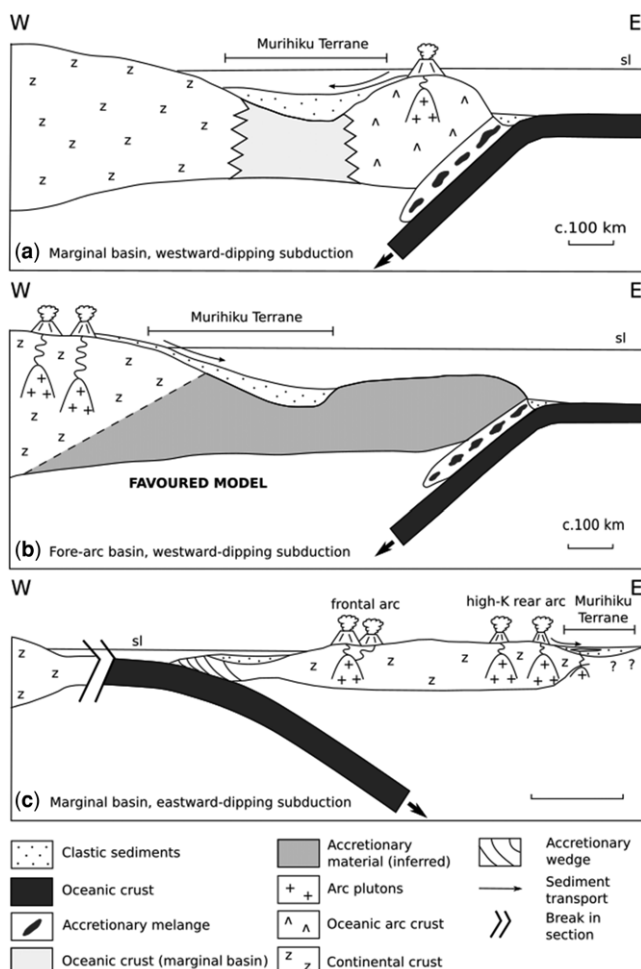 W
E
Murihiku Terrane
sl
c.100 km
(a) Marginal basin, westward-dipping subduction
W
E
Murihiku Terrane
sl
FAVOURED MODEL
c.100 km
(b) Fore-arc basin, westward-dipping subduction
W
E
frontal arc
high-K rear arc
Murihiku
Terrane
sl
? ?
(c) Marginal basin, eastward-dipping subduction
Clastic sediments
Oceanic crust
Accretionary melange
Oceanic crust (marginal basin)
Accretionary
material (inferred)
Arc plutons
Oceanic arc crust
Continental crust
Accretionary
wedge
Sediment
transport
Break in
section